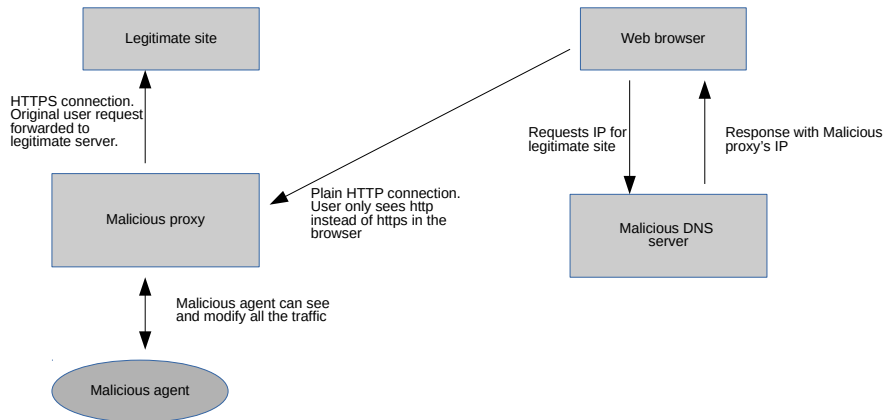 Legitimate site
Web browser
HTTPS connection.
Original user request
forwarded to
legitimate server.
Requests IP for
legitimate site
Response with Malicious
proxy's IP
Malicious proxy
Plain HTTP connection.
User only sees http
instead of https in the
browser
Malicious DNS
server
Malicious agent can see
and modify all the traffic
Malicious agent